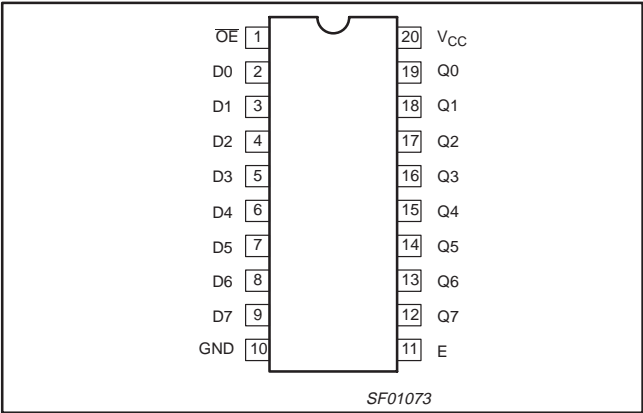 O̅E̅ 1 20 VCC
D0 2 19 Q0
D1 3 18 Q1
D2 4 17 Q2
D3 5 16 Q3
D4 6 15 Q4
D5 7 14 Q5
D6 8 13 Q6
D7 9 12 Q7
GND 10 11 E
SF01073